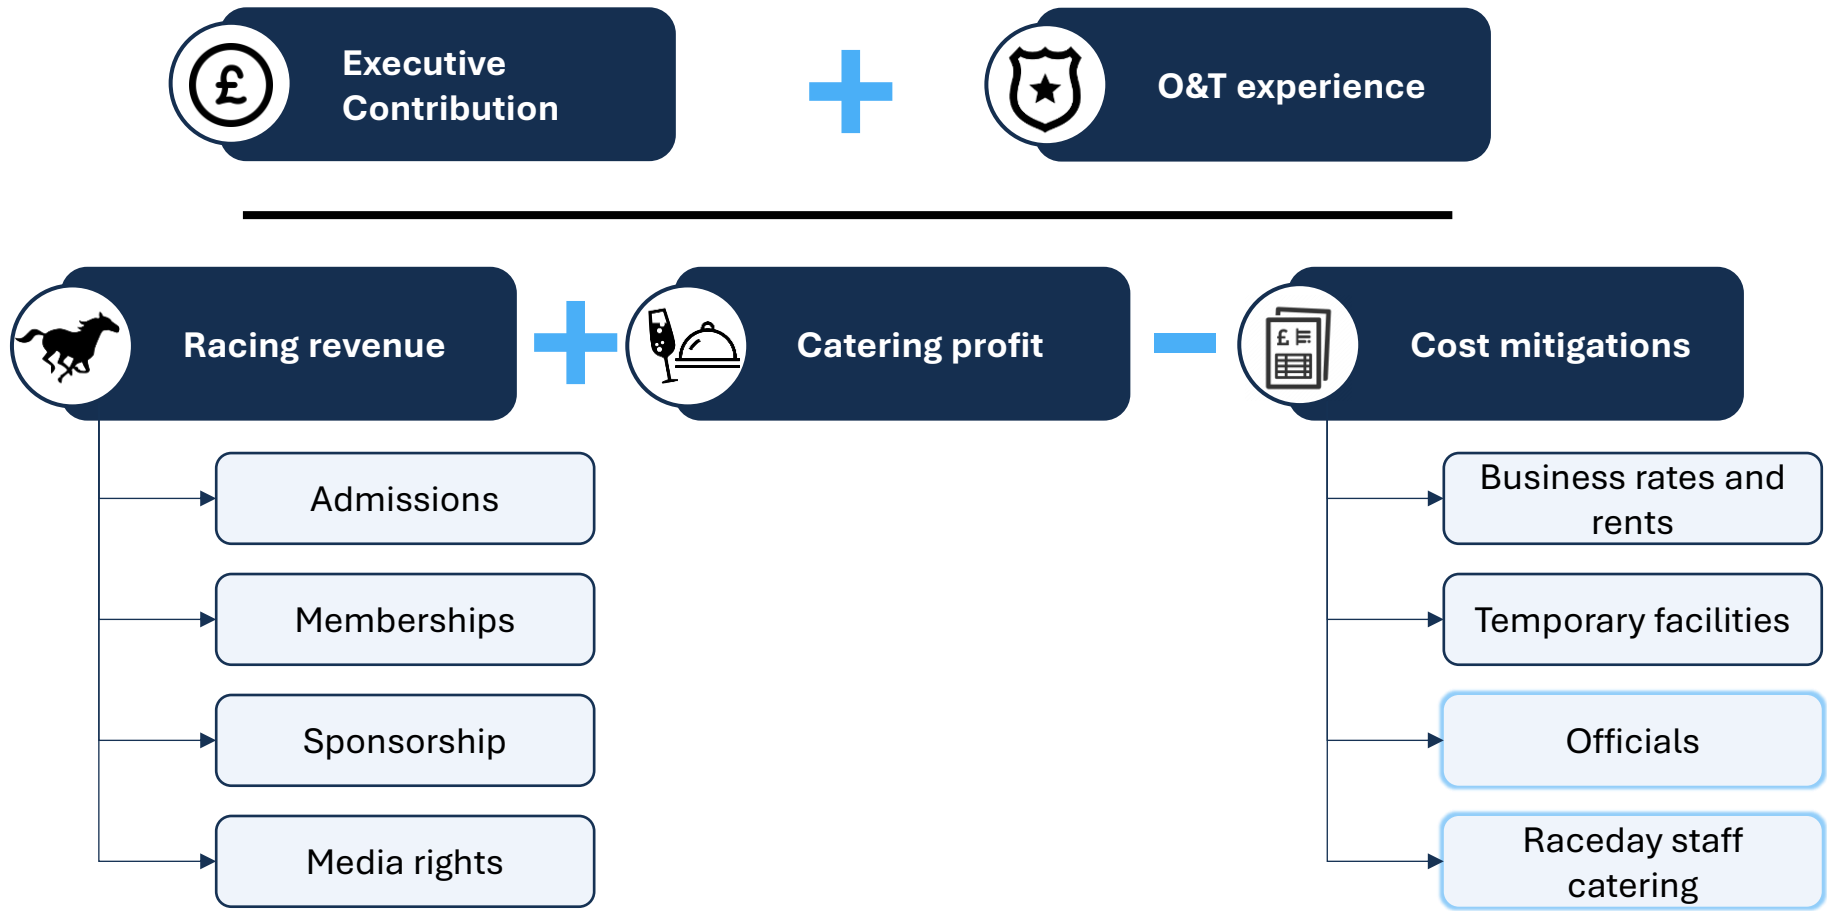 Executive
Contribution
O&T experience
Racing revenue
Catering profit
Cost mitigations
Admissions
Memberships
Sponsorship
Media rights
Business rates and
rents
Temporary facilities
Officials
Raceday staff
catering